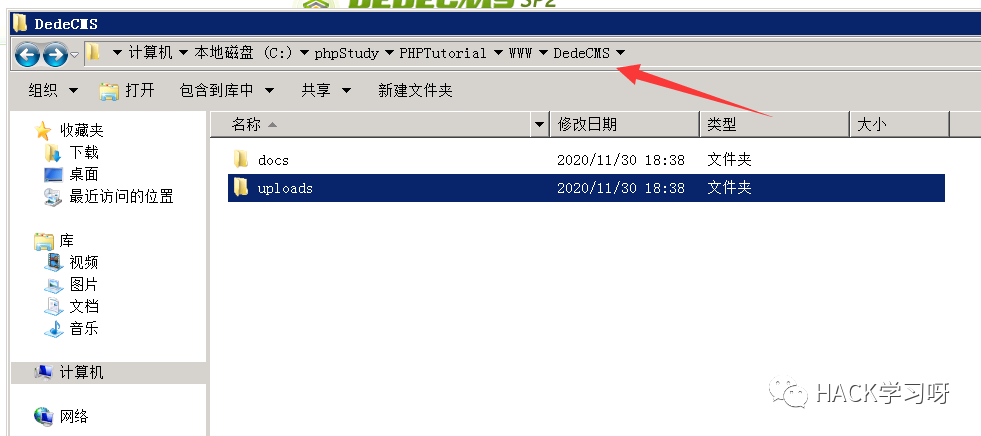 DEDECMS SP2
DedeCMS
计算机 本地磁盘 (C:) phpStudy PHPTutorial WWW DedeCMS
组织 打开 包含到库中 共享 新建文件夹
名称 修改日期 类型 大小
docs 2020/11/30 18:38 文件夹
uploads 2020/11/30 18:38 文件夹
收藏夹
下载
桌面
最近访问的位置
库
视频
图片
文档
音乐
计算机
网络
HACK学习呀